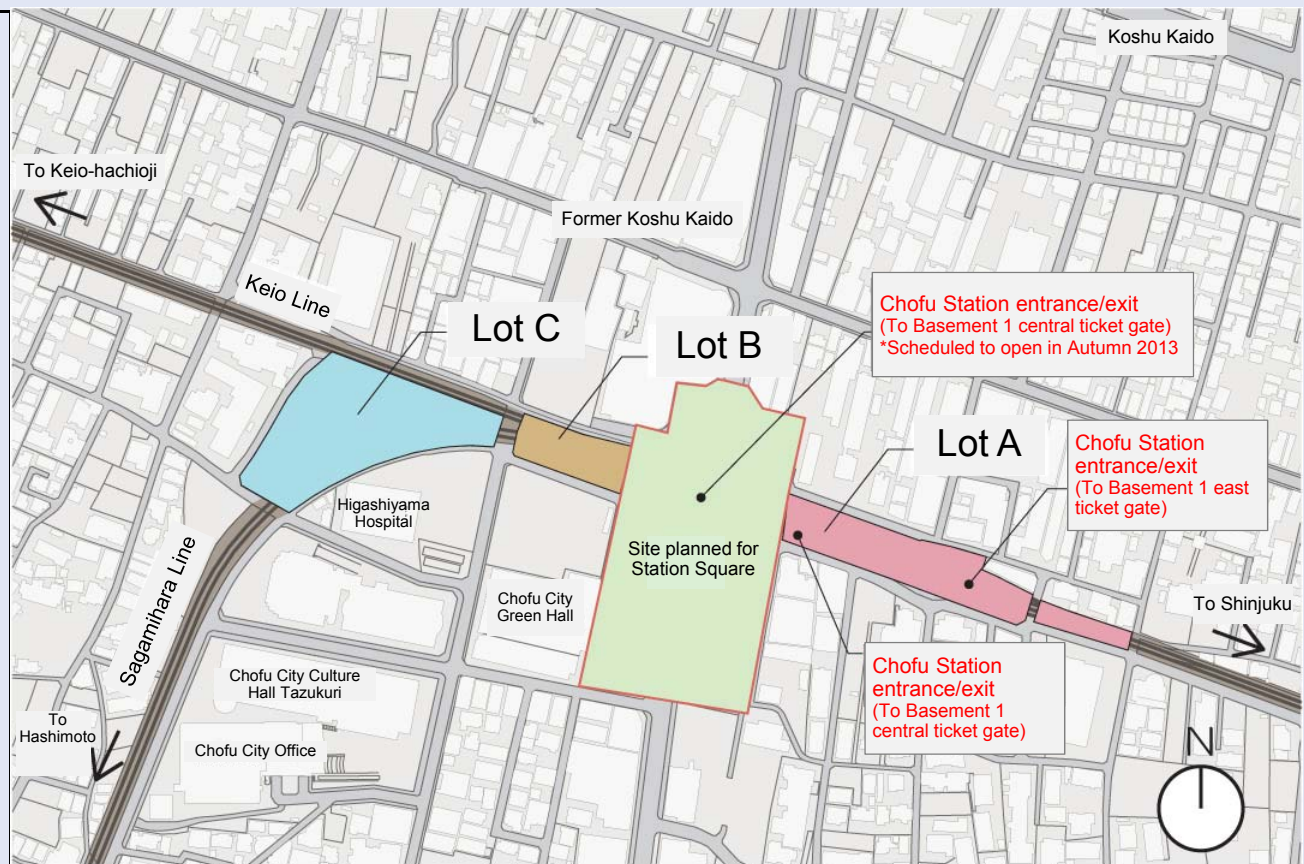 Koshu Kaido
To Keio-hachioji
Former Koshu Kaido
Keio Line
Lot C
Lot B
Chofu Station entrance/exit
(To Basement 1 central ticket gate)
*Scheduled to open in Autumn 2013
Lot A
Chofu Station
entrance/exit
(To Basement 1 east
ticket gate)
Higashiyama
Hospital
Site planned for
Station Square
Chofu City
Green Hall
To Shinjuku
Sagamihara Line
Chofu City Culture
Hall Tazukuri
Chofu Station
entrance/exit
(To Basement 1
central ticket gate)
To
Hashimoto
Chofu City Office
N